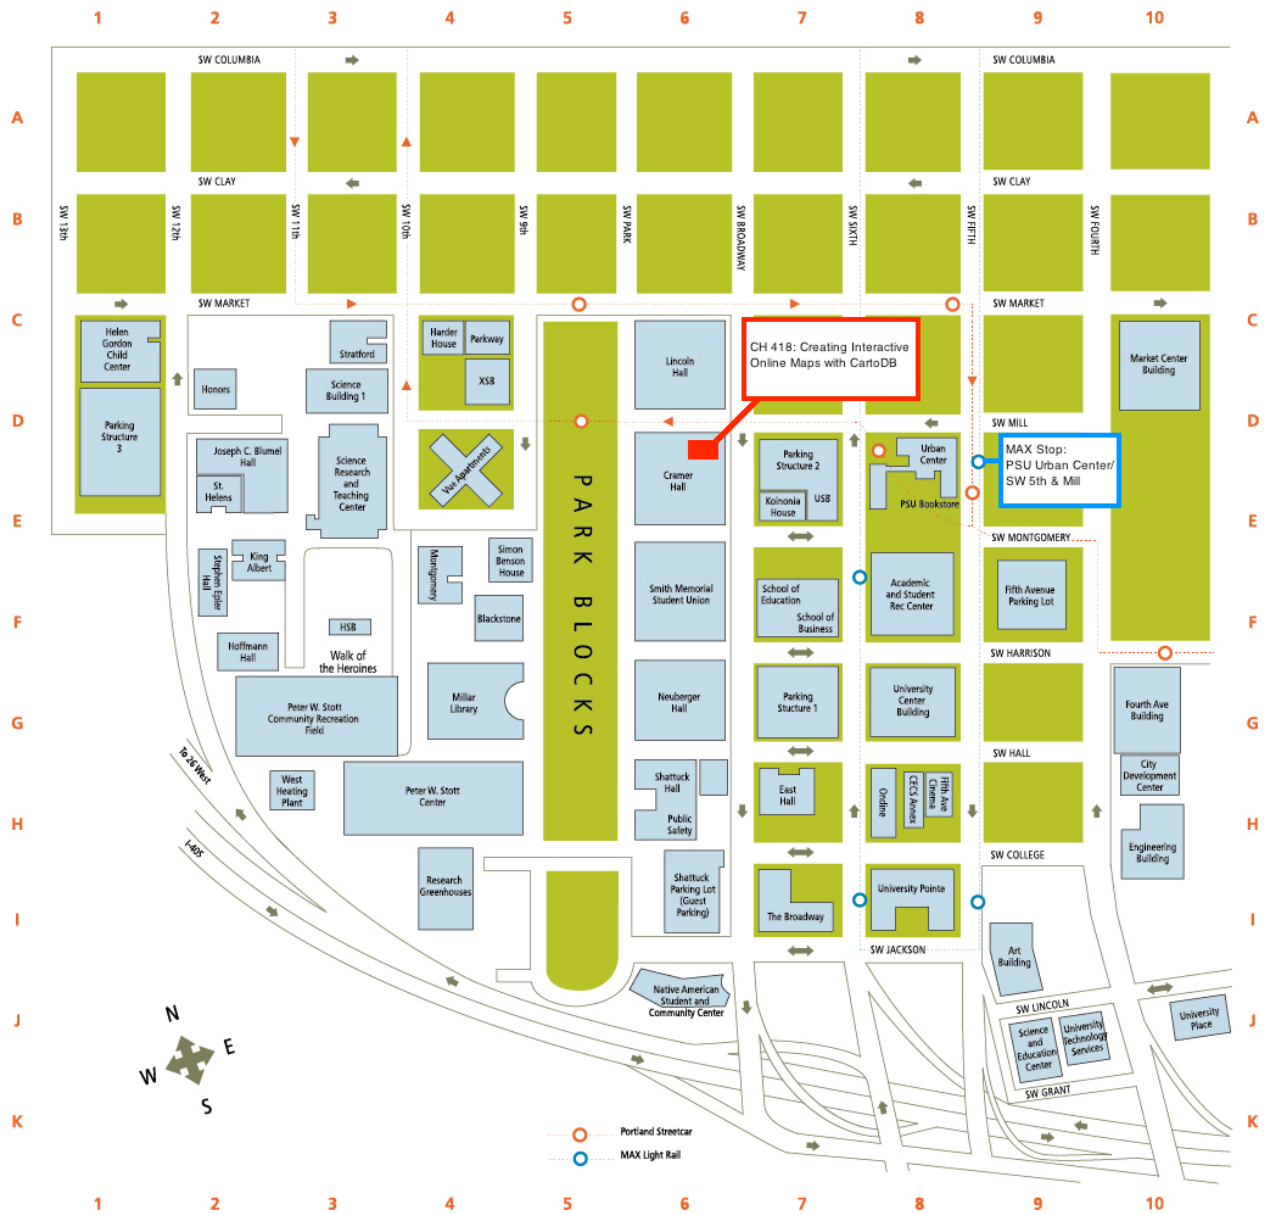 1 2 3 4 5 6 7 8 9 10
SW COLUMBIA
SW COLUMBIA
A
A
SW CLAY
SW CLAY
B
B
SW 13th
SW 12th
SW 11th
SW 10th
SW 9th
SW PARK
SW BROADWAY
SW SIXTH
SW FIFTH
SW FOURTH
SW MARKET
SW MARKET
C
C
Helen
Gordon
Child
Center
Stratford
Harder
House
Parkway
XSB
Lincoln
Hall
CH 418: Creating Interactive
Online Maps with CartoDB
Market Center
Building
Honors
Science
Building 1
D
D
Parking
Structure
3
SW MILL
Joseph C. Blumel
Hall
St.
Helens
Science
Research
and
Teaching
Center
Vue Apartments
PARK BLOCKS
Cramer
Hall
Parking
Structure 2
Koinonia
House
USB
Urban
Center
PSU Bookstore
MAX Stop:
PSU Urban Center/
SW 5th & Mill
E
E
SW MONTGOMERY
Stephen Epler
Hall
King
Albert
Montgomery
Simon
Benson
House
Blackstone
Smith Memorial
Student Union
School of
Education
School of
Business
Academic
and Student
Rec Center
Fifth Avenue
Parking Lot
F
F
HSB
Hoffmann
Hall
Walk of
the Heroines
SW HARRISON
Peter W. Stott
Community Recreation
Field
Millar
Library
Neuberger
Hall
Parking
Stucture 1
University
Center
Building
Fourth Ave
Building
G
G
To 26 West
SW HALL
West
Heating
Plant
Peter W. Stott
Center
Shattuck
Hall
Public
Safety
East
Hall
Ondine
CECS Annex
Fifth Ave
Cinema
City
Development
Center
H
H
I-405
SW COLLEGE
Engineering
Building
Research
Greenhouses
Shattuck
Parking Lot
(Guest
Parking)
The Broadway
University Pointe
I
I
SW JACKSON
Art
Building
Native American
Student and
Community Center
SW LINCOLN
University
Place
J
J
Science
and
Education
Center
University
Technology
Services
N
E
W
S
SW GRANT
K
K
Portland Streetcar
MAX Light Rail
1 2 3 4 5 6 7 8 9 10